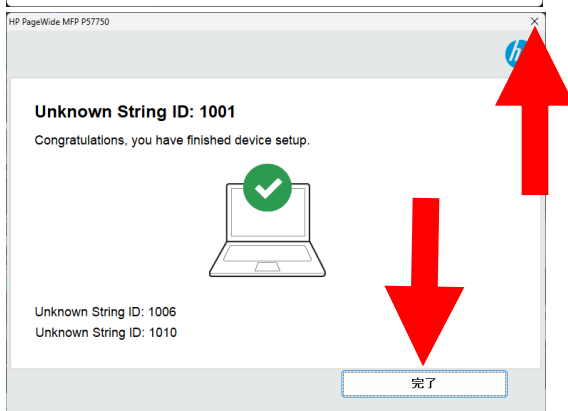 HP PageWide MFP P57750
Unknown String ID: 1001
Congratulations, you have finished device setup.
Unknown String ID: 1006
Unknown String ID: 1010
完了